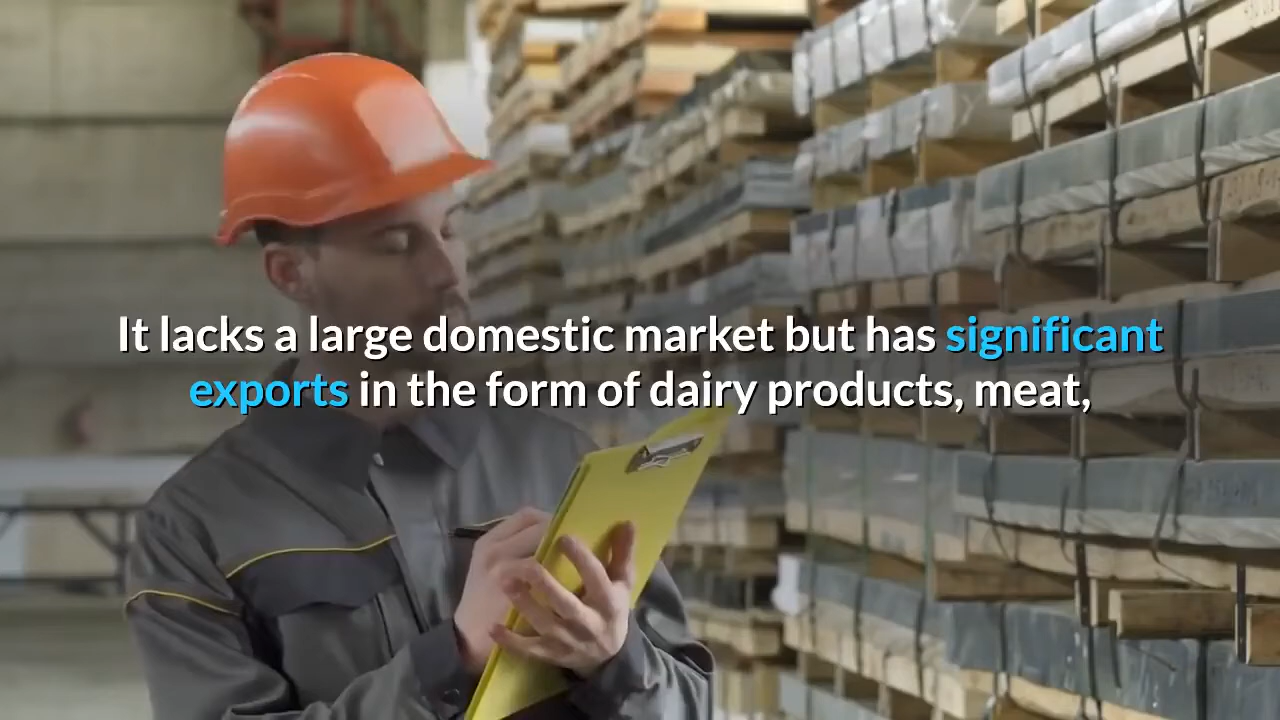 It lacks a large domestic market but has significant
exports in the form of dairy products, meat,